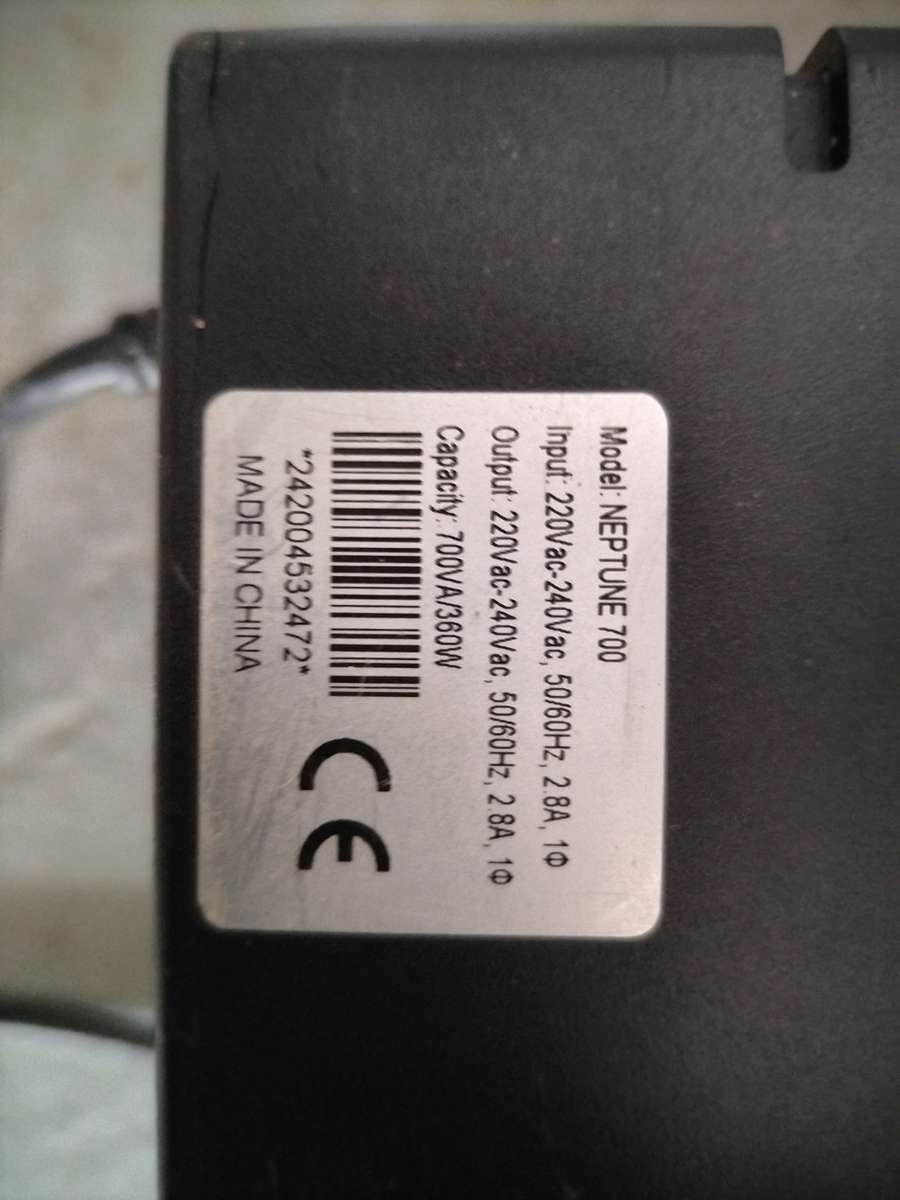 Model: NEPTUNE 700
Input: 220Vac-240Vac, 50/60Hz, 2.8A, 1Φ
Output: 220Vac-240Vac, 50/60Hz, 2.8A, 1Φ
Capacity: 700VA/360W
*242004532472*
MADE IN CHINA
CE